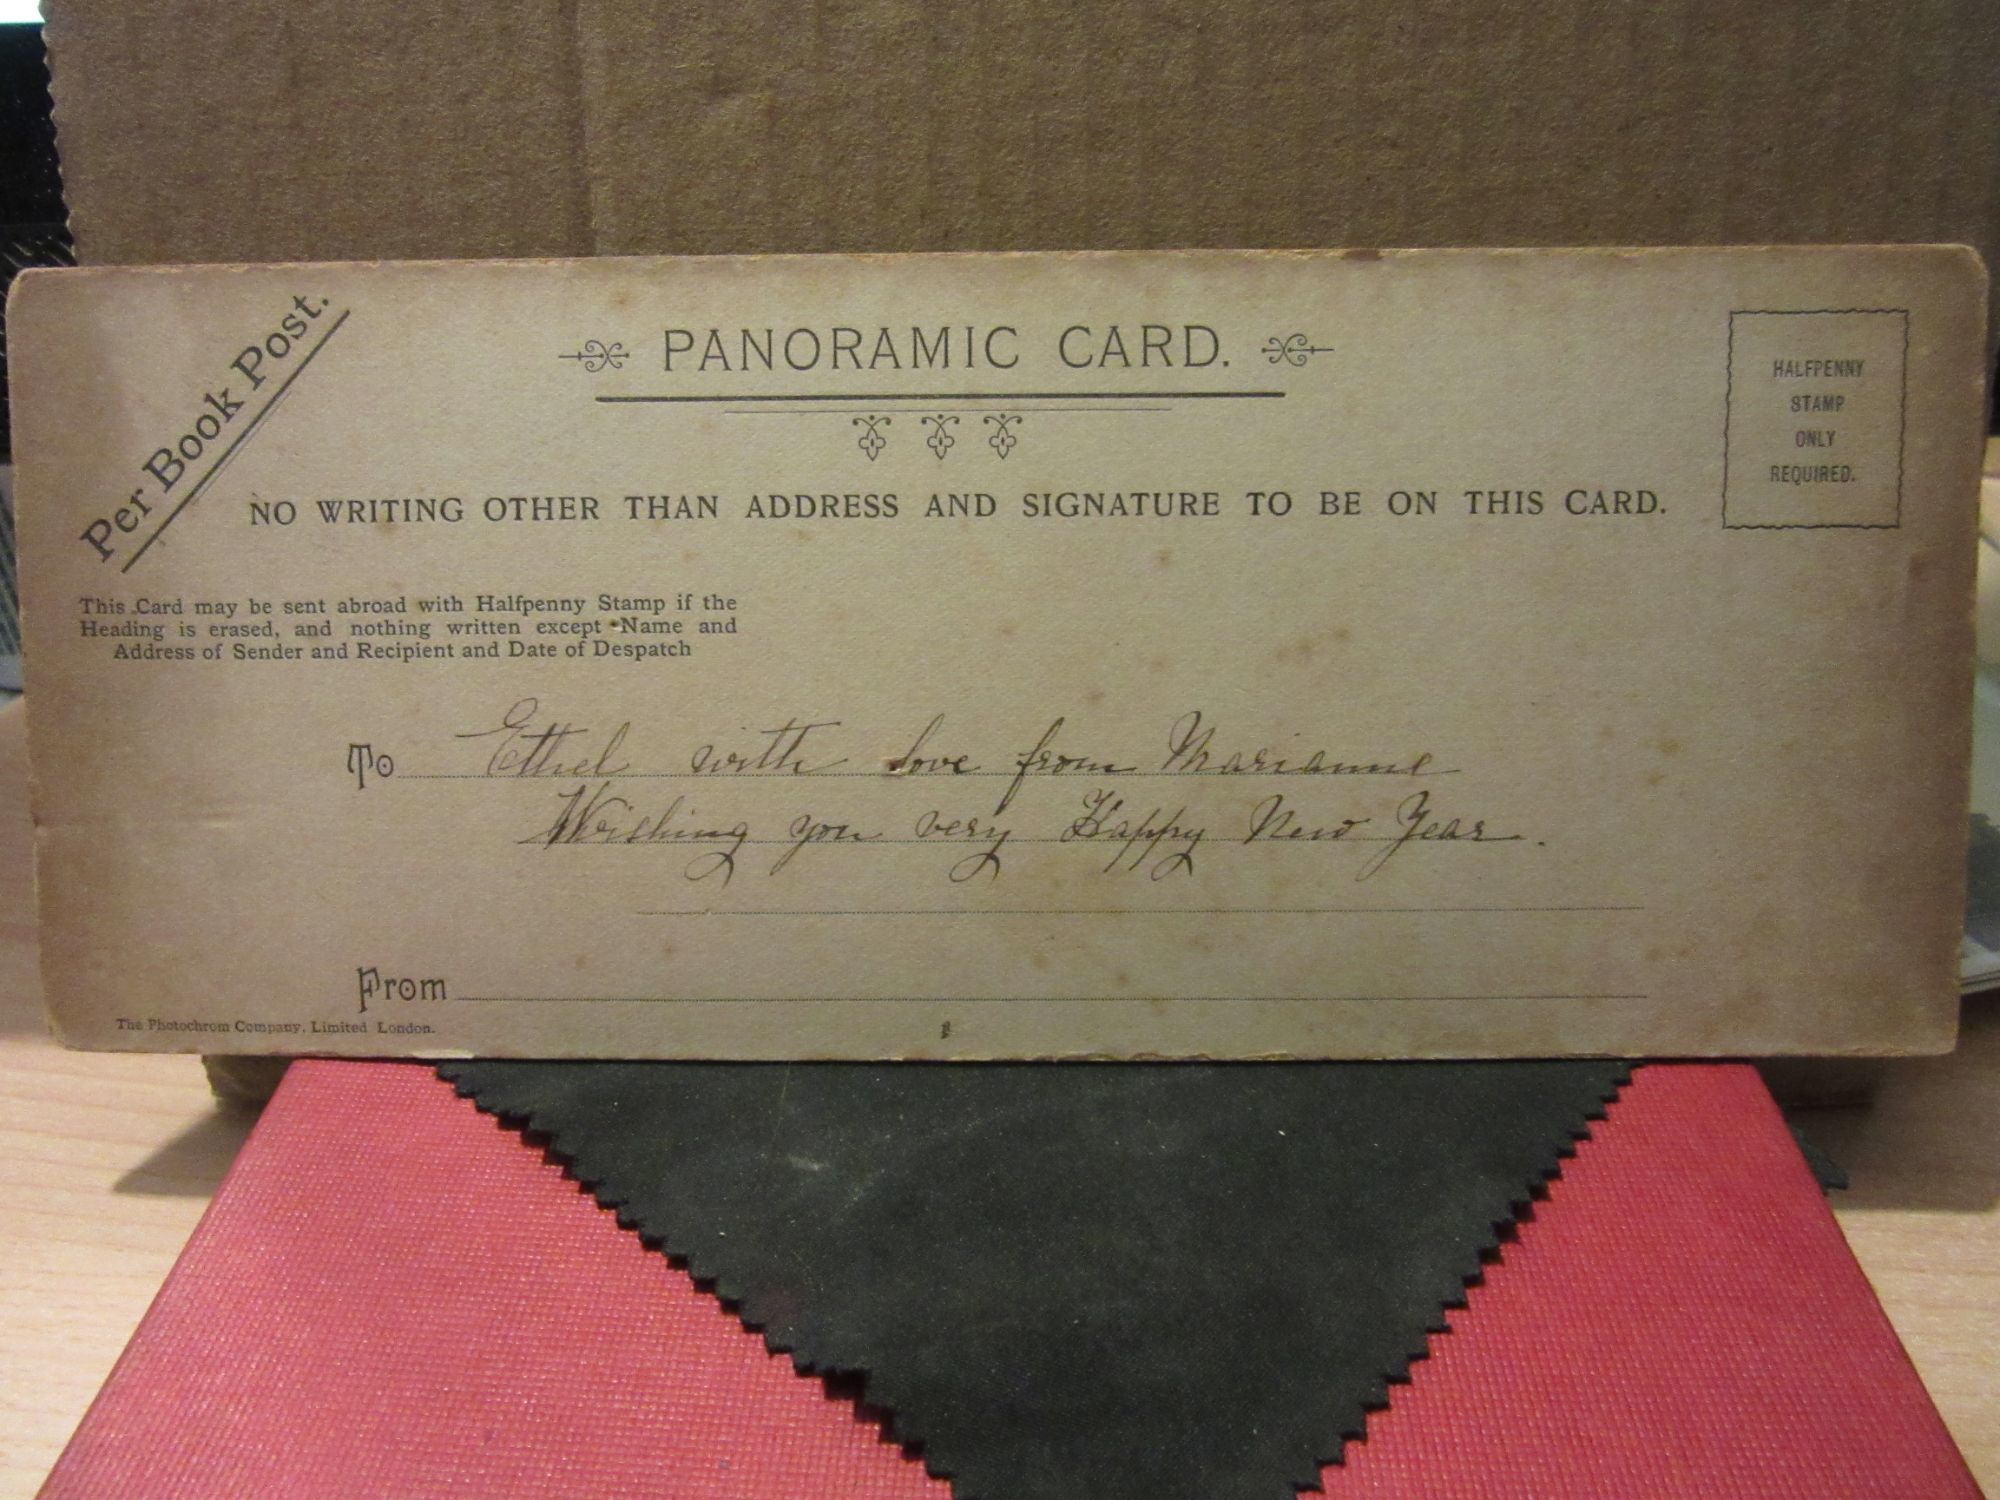 Per Book Post.
PANORAMIC CARD.
HALFPENNY
STAMP
ONLY
REQUIRED.
NO WRITING OTHER THAN ADDRESS AND SIGNATURE TO BE ON THIS CARD.
This Card may be sent abroad with Halfpenny Stamp if the
Heading is erased, and nothing written except Name and
Address of Sender and Recipient and Date of Despatch
To Ethel with love from Marianne
Wishing you very Happy New Year.
From
The Photochrom Company, Limited London.